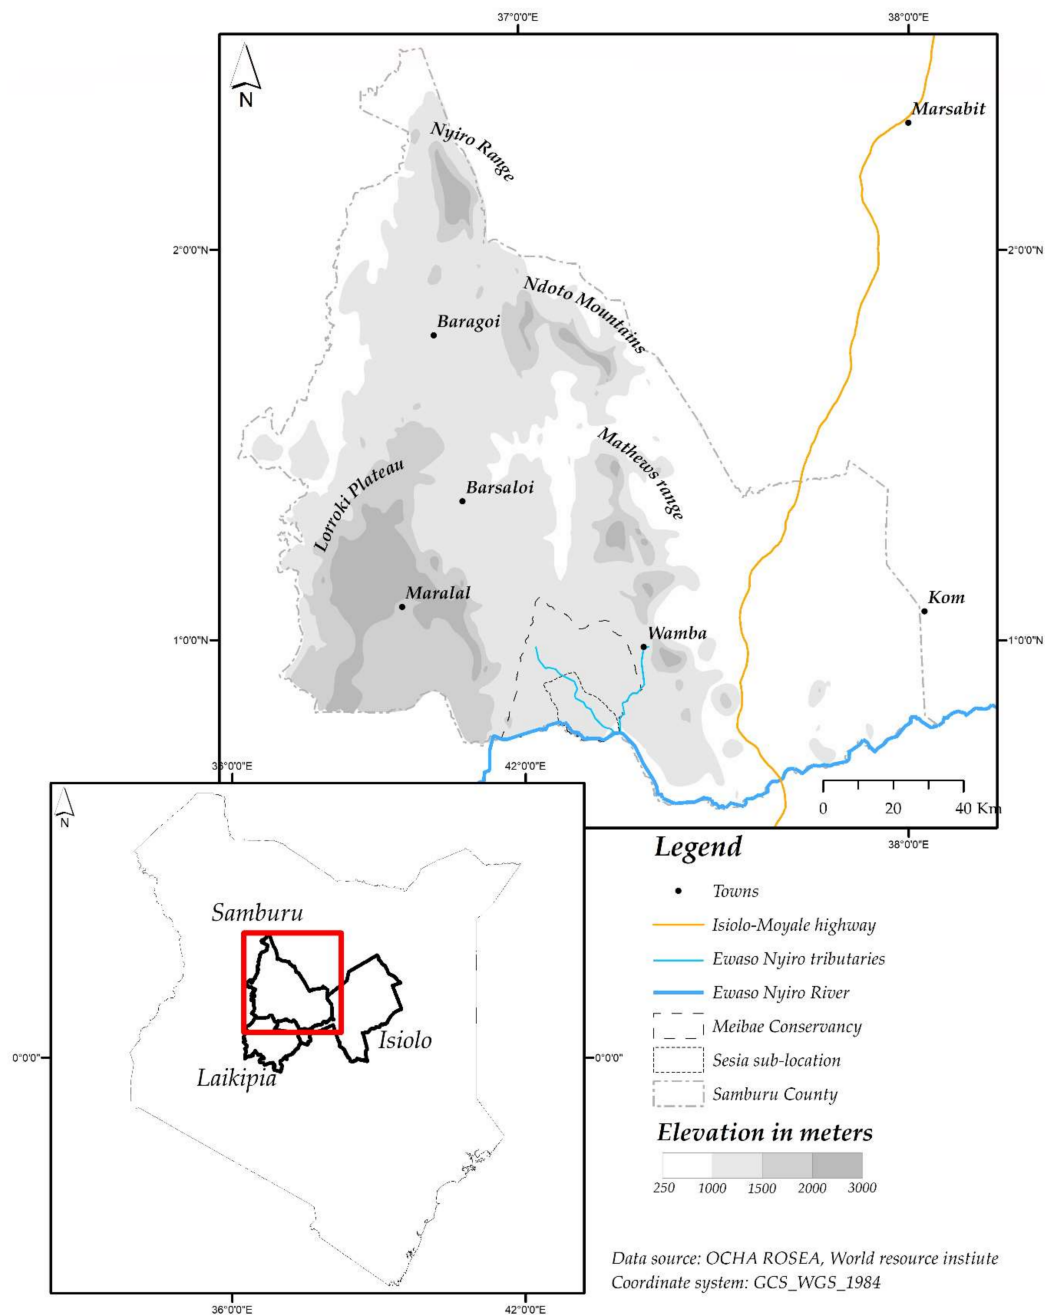 37°0'0"E
38°0'0"E
N
Marsabit
Nyiro Range
2°0'0"N
2°0'0"N
Ndoto Mountains
Baragoi
Mathews range
Lorroki Plateau
Barsaloi
Maralal
Kom
Wamba
1°0'0"N
1°0'0"N
36°0'0"E
42°0'0"E
0 20 40 Km
38°0'0"E
N
Samburu
Isiolo
Laikipia
0°0'0"
0°0'0"
36°0'0"E
42°0'0"E
Legend
Towns
Isiolo-Moyale highway
Ewaso Nyiro tributaries
Ewaso Nyiro River
Meibae Conservancy
Sesia sub-location
Samburu County
Elevation in meters
250 1000 1500 2000 3000
Data source: OCHA ROSEA, World resource instiute
Coordinate system: GCS_WGS_1984